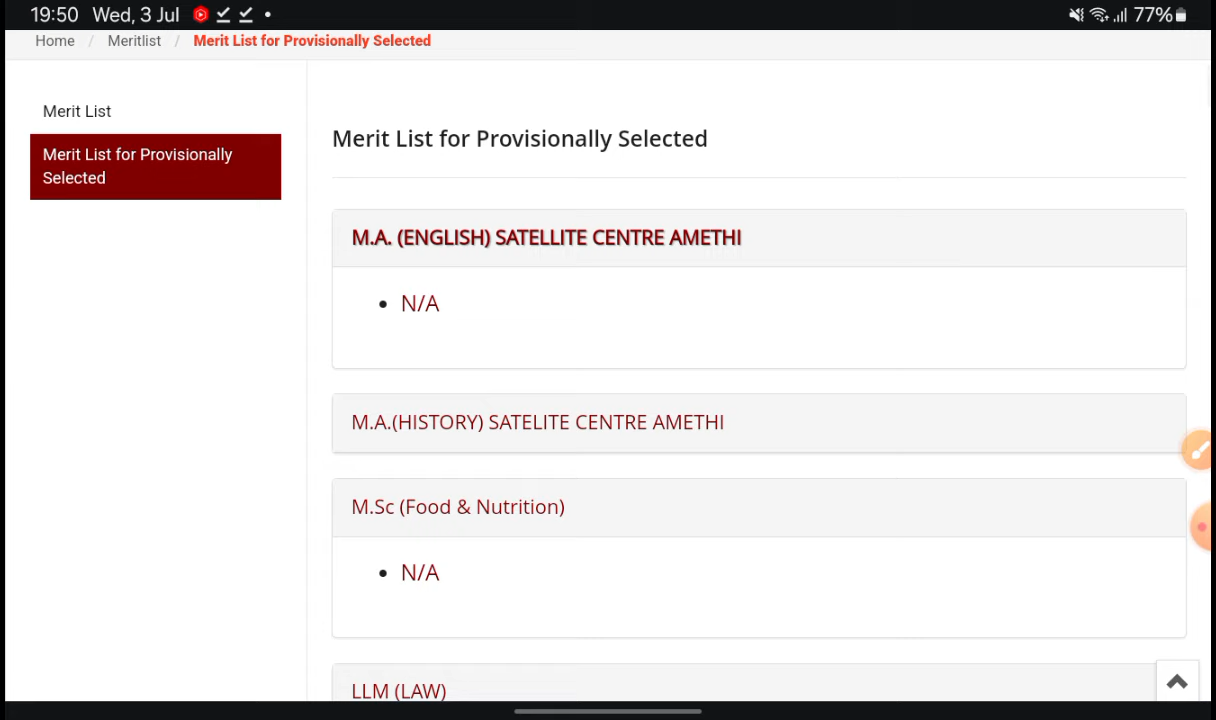 19:50 Wed, 3 Jul 77%
Home / Meritlist / Merit List for Provisionally Selected
Merit List
Merit List for Provisionally
Selected
Merit List for Provisionally Selected
M.A. (ENGLISH) SATELLITE CENTRE AMETHI
• N/A
M.A.(HISTORY) SATELITE CENTRE AMETHI
M.Sc (Food & Nutrition)
• N/A
LLM (LAW)